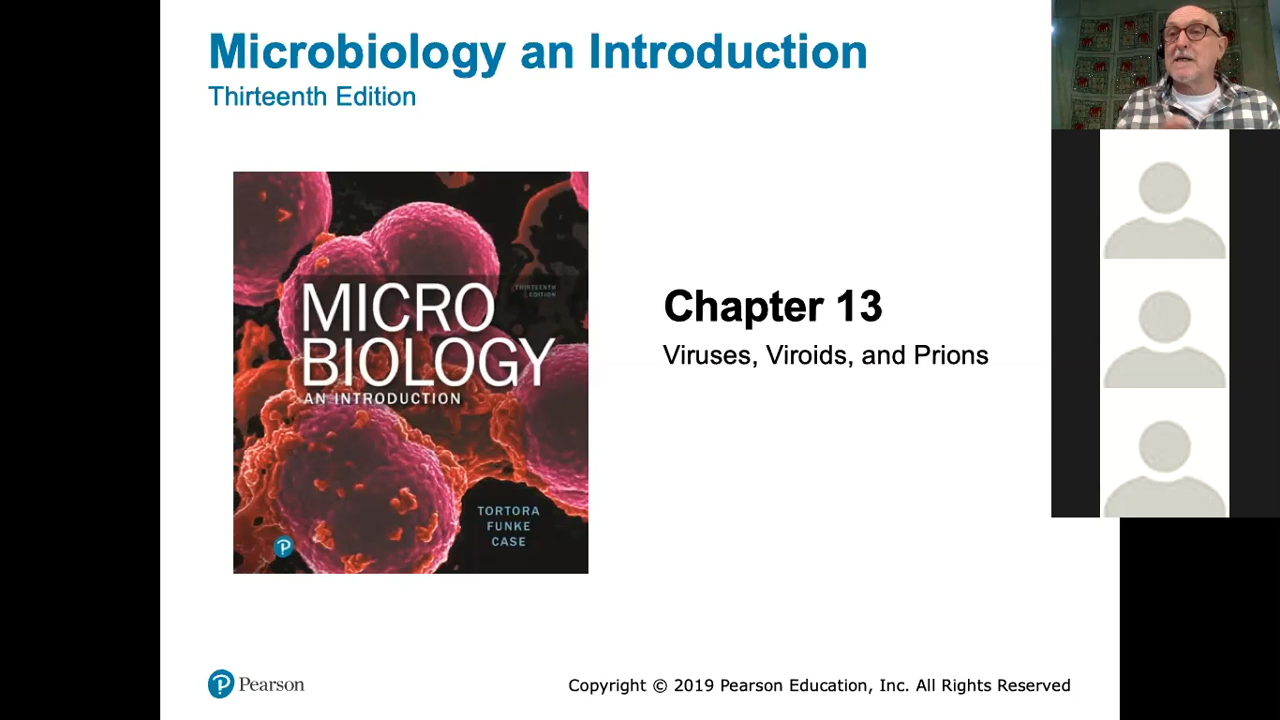 Microbiology an Introduction
Thirteenth Edition
THIRTEENTH
EDITION
MICRO
BIOLOGY
AN INTRODUCTION
TORTORA
FUNKE
CASE
P
Chapter 13
Viruses, Viroids, and Prions
P Pearson
Copyright © 2019 Pearson Education, Inc. All Rights Reserved